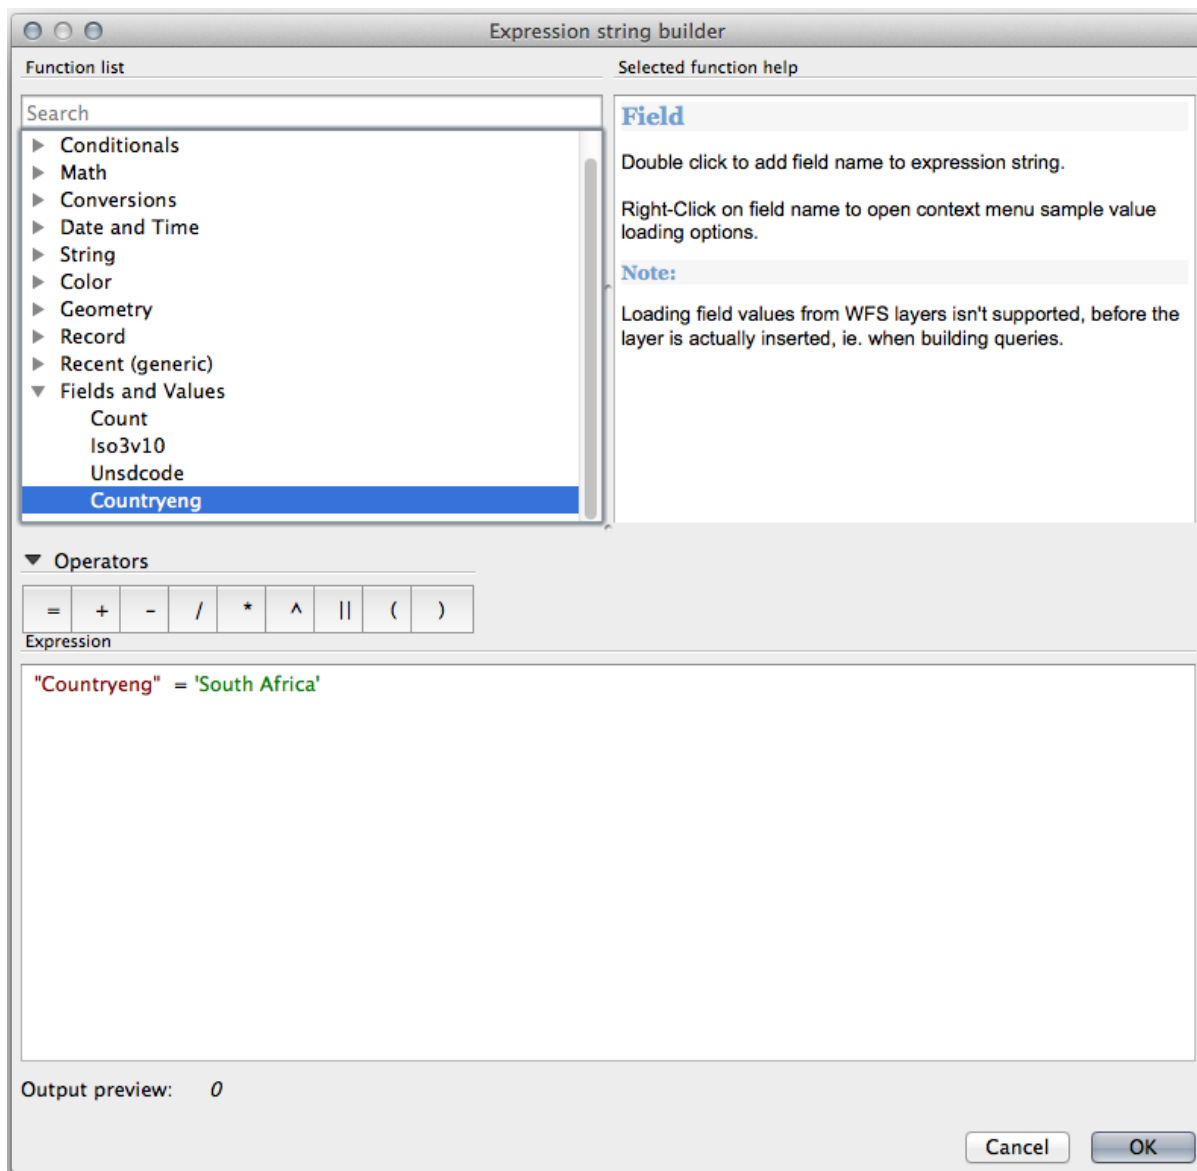 Expression string builder
Function list
Search
Conditionals
Math
Conversions
Date and Time
String
Color
Geometry
Record
Recent (generic)
Fields and Values
Count
Iso3v10
Unsdcode
Countryeng
Selected function help
Field
Double click to add field name to expression string.
Right-Click on field name to open context menu sample value
loading options.
Note:
Loading field values from WFS layers isn't supported, before the
layer is actually inserted, ie. when building queries.
Operators
= + - / * ^ || ( )
Expression
"Countryeng" = 'South Africa'
Output preview: 0
Cancel OK